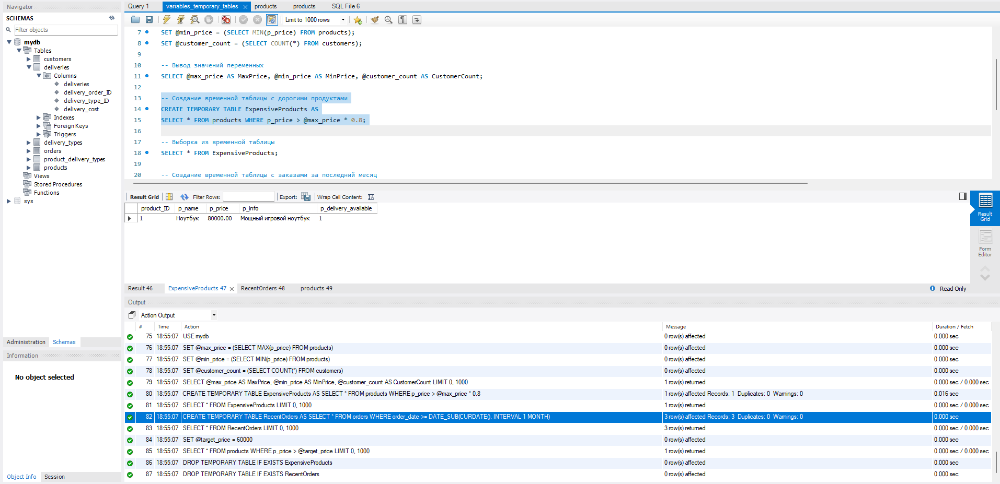 Navigator
SCHEMAS
Filter objects
mydb
Tables
customers
deliveries
Columns
deliveries
delivery_order_ID
delivery_type_ID
delivery_cost
Indexes
Foreign Keys
Triggers
delivery_types
orders
product_delivery_types
products
Views
Stored Procedures
Functions
sys
Administration Schemas
Information
No object selected
Object Info Session
Query 1 variables_temporary_tables products products SQL File 6
Limit to 1000 rows
7 SET @min_price = (SELECT MIN(p_price) FROM products);
8 SET @customer_count = (SELECT COUNT(*) FROM customers);
9
10 -- Вывод значений переменных
11 SELECT @max_price AS MaxPrice, @min_price AS MinPrice, @customer_count AS CustomerCount;
12
13 -- Создание временной таблицы с дорогими продуктами
14 CREATE TEMPORARY TABLE ExpensiveProducts AS
15 SELECT * FROM products WHERE p_price > @max_price * 0.8;
16
17 -- Выборка из временной таблицы
18 SELECT * FROM ExpensiveProducts;
19
20 -- Создание временной таблицы с заказами за последний месяц
Result Grid Filter Rows: Export: Wrap Cell Content:
product_ID p_name p_price p_info p_delivery_available
1 Ноутбук 80000.00 Мощный игровой ноутбук 1
Result Grid
Form Editor
Result 46 ExpensiveProducts 47 RecentOrders 48 products 49 Read Only
Output
Action Output
# Time Action Message Duration / Fetch
75 18:55:07 USE mydb 0 row(s) affected 0.000 sec
76 18:55:07 SET @max_price = (SELECT MAX(p_price) FROM products) 0 row(s) affected 0.000 sec
77 18:55:07 SET @min_price = (SELECT MIN(p_price) FROM products) 0 row(s) affected 0.000 sec
78 18:55:07 SET @customer_count = (SELECT COUNT(*) FROM customers) 0 row(s) affected 0.000 sec
79 18:55:07 SELECT @max_price AS MaxPrice, @min_price AS MinPrice, @customer_count AS CustomerCount LIMIT 0, 1000 1 row(s) returned 0.000 sec / 0.000 sec
80 18:55:07 CREATE TEMPORARY TABLE ExpensiveProducts AS SELECT * FROM products WHERE p_price > @max_price * 0.8 1 row(s) affected Records: 1 Duplicates: 0 Warnings: 0 0.016 sec
81 18:55:07 SELECT * FROM ExpensiveProducts LIMIT 0, 1000 1 row(s) returned 0.000 sec / 0.000 sec
82 18:55:07 CREATE TEMPORARY TABLE RecentOrders AS SELECT * FROM orders WHERE order_date >= DATE_SUB(CURDATE(), INTERVAL 1 MONTH) 3 row(s) affected Records: 3 Duplicates: 0 Warnings: 0 0.000 sec
83 18:55:07 SELECT * FROM RecentOrders LIMIT 0, 1000 3 row(s) returned 0.000 sec / 0.000 sec
84 18:55:07 SET @target_price = 60000 0 row(s) affected 0.000 sec
85 18:55:07 SELECT * FROM products WHERE p_price > @target_price LIMIT 0, 1000 1 row(s) returned 0.000 sec / 0.000 sec
86 18:55:07 DROP TEMPORARY TABLE IF EXISTS ExpensiveProducts 0 row(s) affected 0.000 sec
87 18:55:07 DROP TEMPORARY TABLE IF EXISTS RecentOrders 0 row(s) affected 0.000 sec